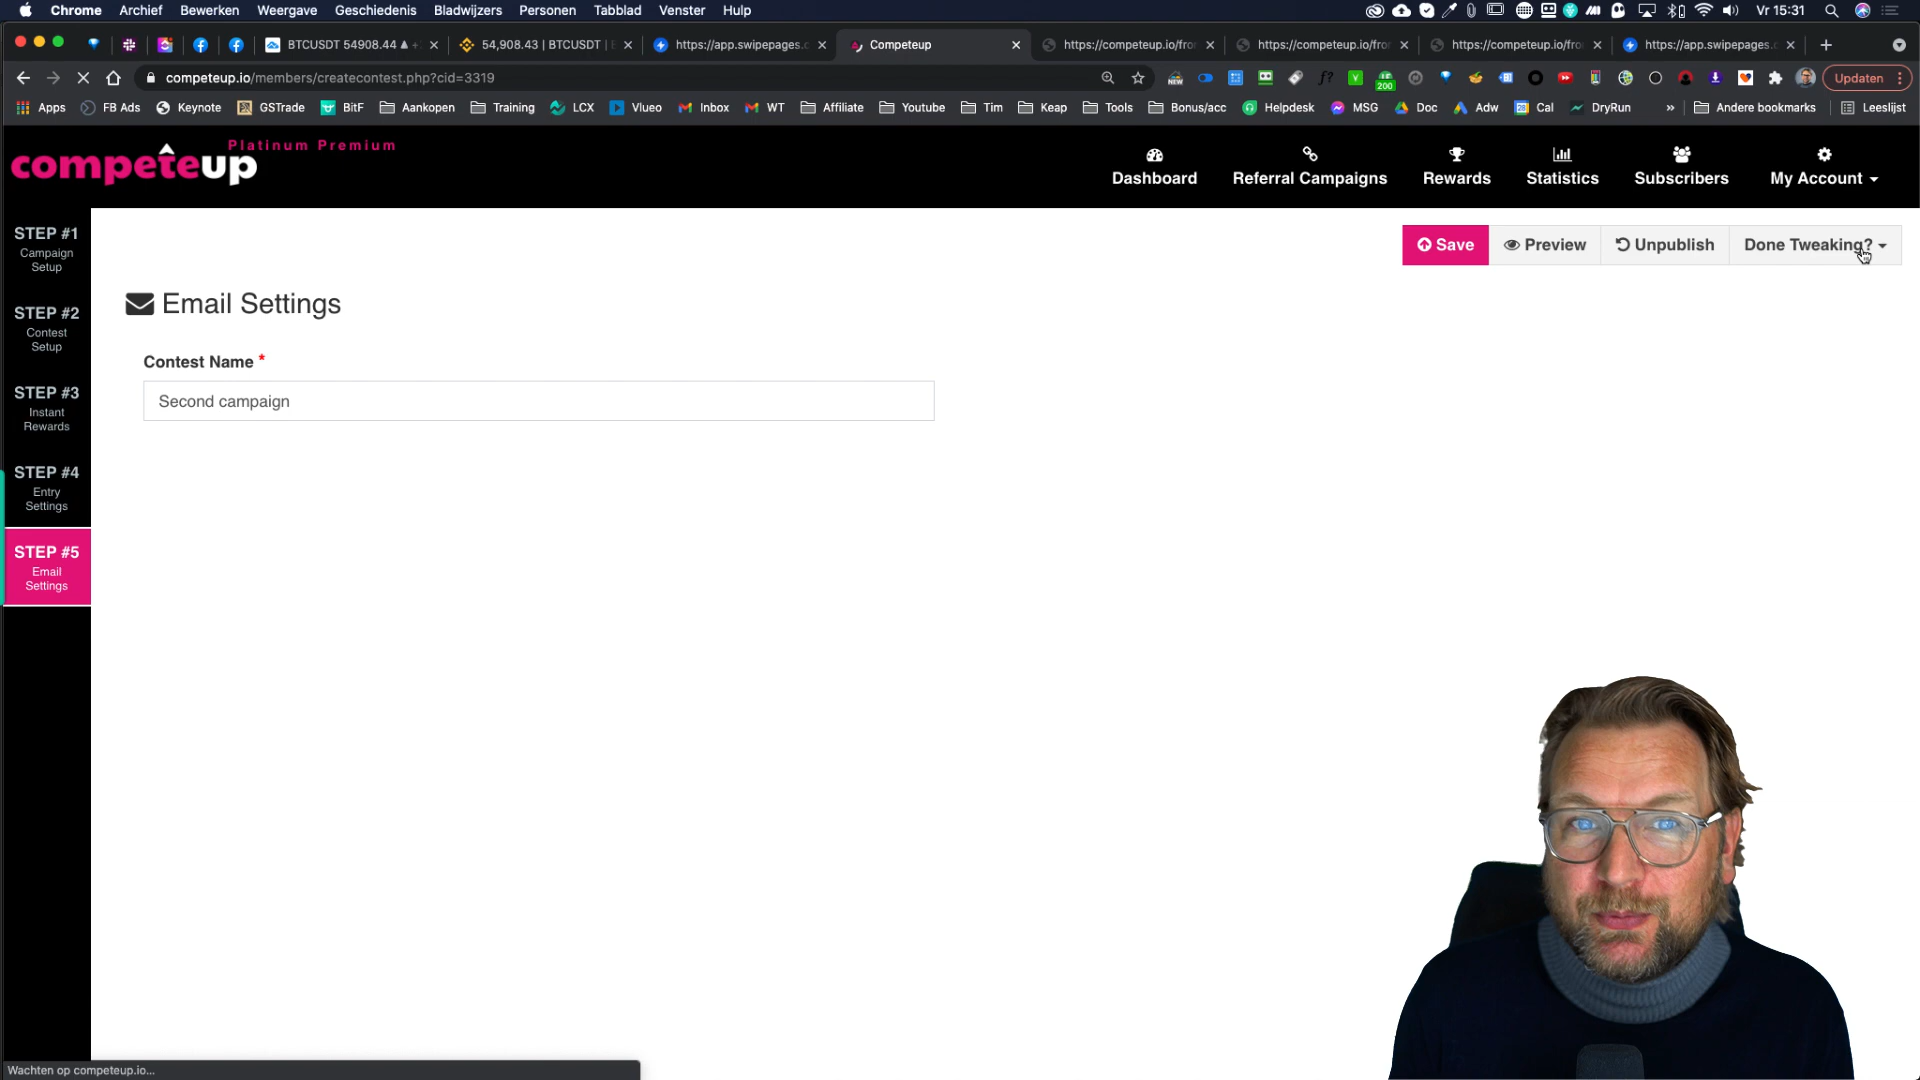 Chrome Archief Bewerken Weergave Geschiedenis Bladwijzers Personen Tabblad Venster Hulp Vr 15:31
BTCUSDT 54908.44 54,908.43 | BTCUSDT | https://app.swipepages. Competeup https://competeup.io/fro https://competeup.io/fro https://competeup.io/fro https://app.swipepages.
competeup.io/members/createcontest.php?cid=3319 NEW 200 Updaten
Apps FB Ads Keynote GSTrade BitF Aankopen Training LCX Vlueo Inbox WT Affiliate Youtube Tim Keap Tools Bonus/acc Helpdesk MSG Doc Adw Cal DryRun » Andere bookmarks Leeslijst
Platinum Premium
competeup
Dashboard Referral Campaigns Rewards Statistics Subscribers My Account
STEP #1
Campaign
Setup
STEP #2
Contest
Setup
STEP #3
Instant
Rewards
STEP #4
Entry
Settings
STEP #5
Email
Settings
Save Preview Unpublish Done Tweaking?
Email Settings
Contest Name *
Second campaign
Wachten op competeup.io...